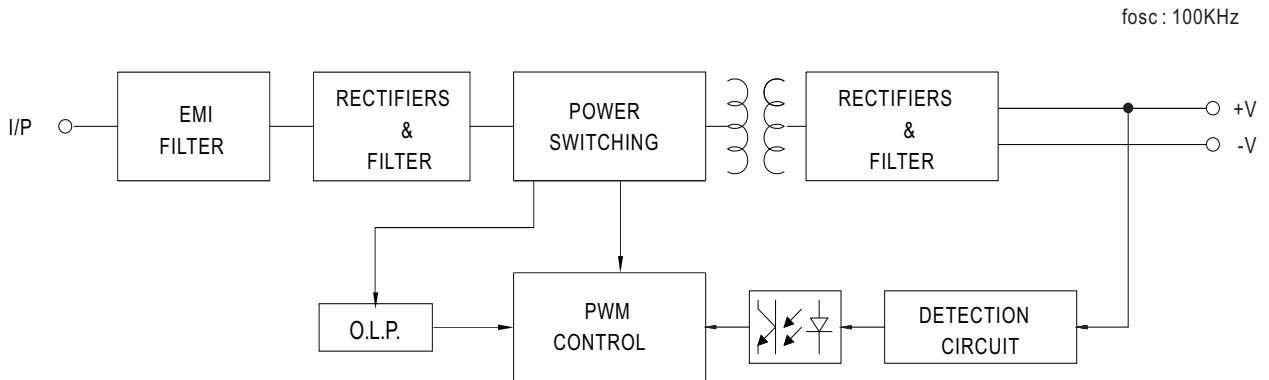 fosc : 100KHz
I/P
EMI
FILTER
RECTIFIERS
&
FILTER
POWER
SWITCHING
RECTIFIERS
&
FILTER
+V
-V
O.L.P.
PWM
CONTROL
DETECTION
CIRCUIT